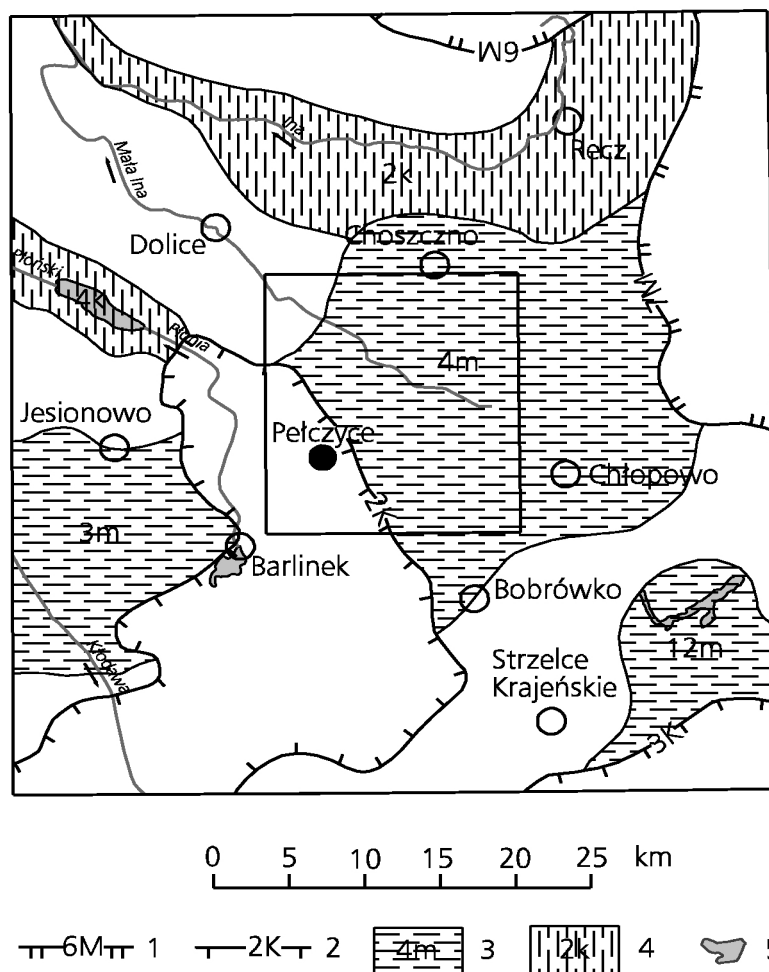 6M
Ina
Recz
2k
Mała Ina
Dolice
Choszczno
Płoński
4k
Płonia
7M
4m
Jesionowo
Pełczyce
2K
Chłopowo
3m
Barlinek
Bobrówko
12m
Kłodawa
Strzelce
Krajeńskie
3K
0 5 10 15 20 25 km
6M 1 2K 2 4m 3 2k 4 5